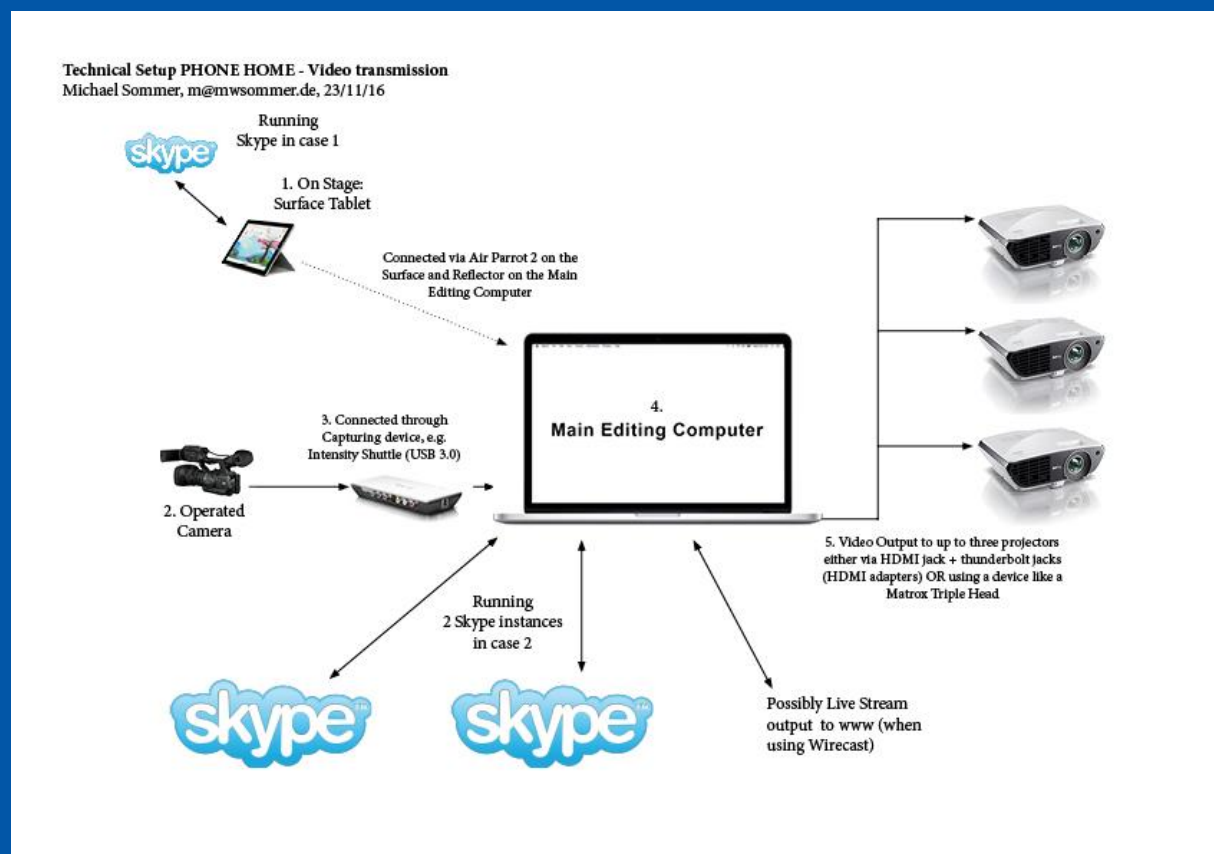 Technical Setup PHONE HOME - Video transmission
Michael Sommer, m@mwsommer.de, 23/11/16
Running
Skype in case 1
skype
1. On Stage:
Surface Tablet
Connected via Air Parrot 2 on the
Surface and Reflector on the Main
Editing Computer
4.
Main Editing Computer
3. Connected through
Capturing device, e.g.
Intensity Shuttle (USB 3.0)
2. Operated
Camera
5. Video Output to up to three projectors
either via HDMI jack + thunderbolt jacks
(HDMI adapters) OR using a device like a
Matrox Triple Head
Running
2 Skype instances
in case 2
skype
skype
Possibly Live Stream
output to www (when
using Wirecast)